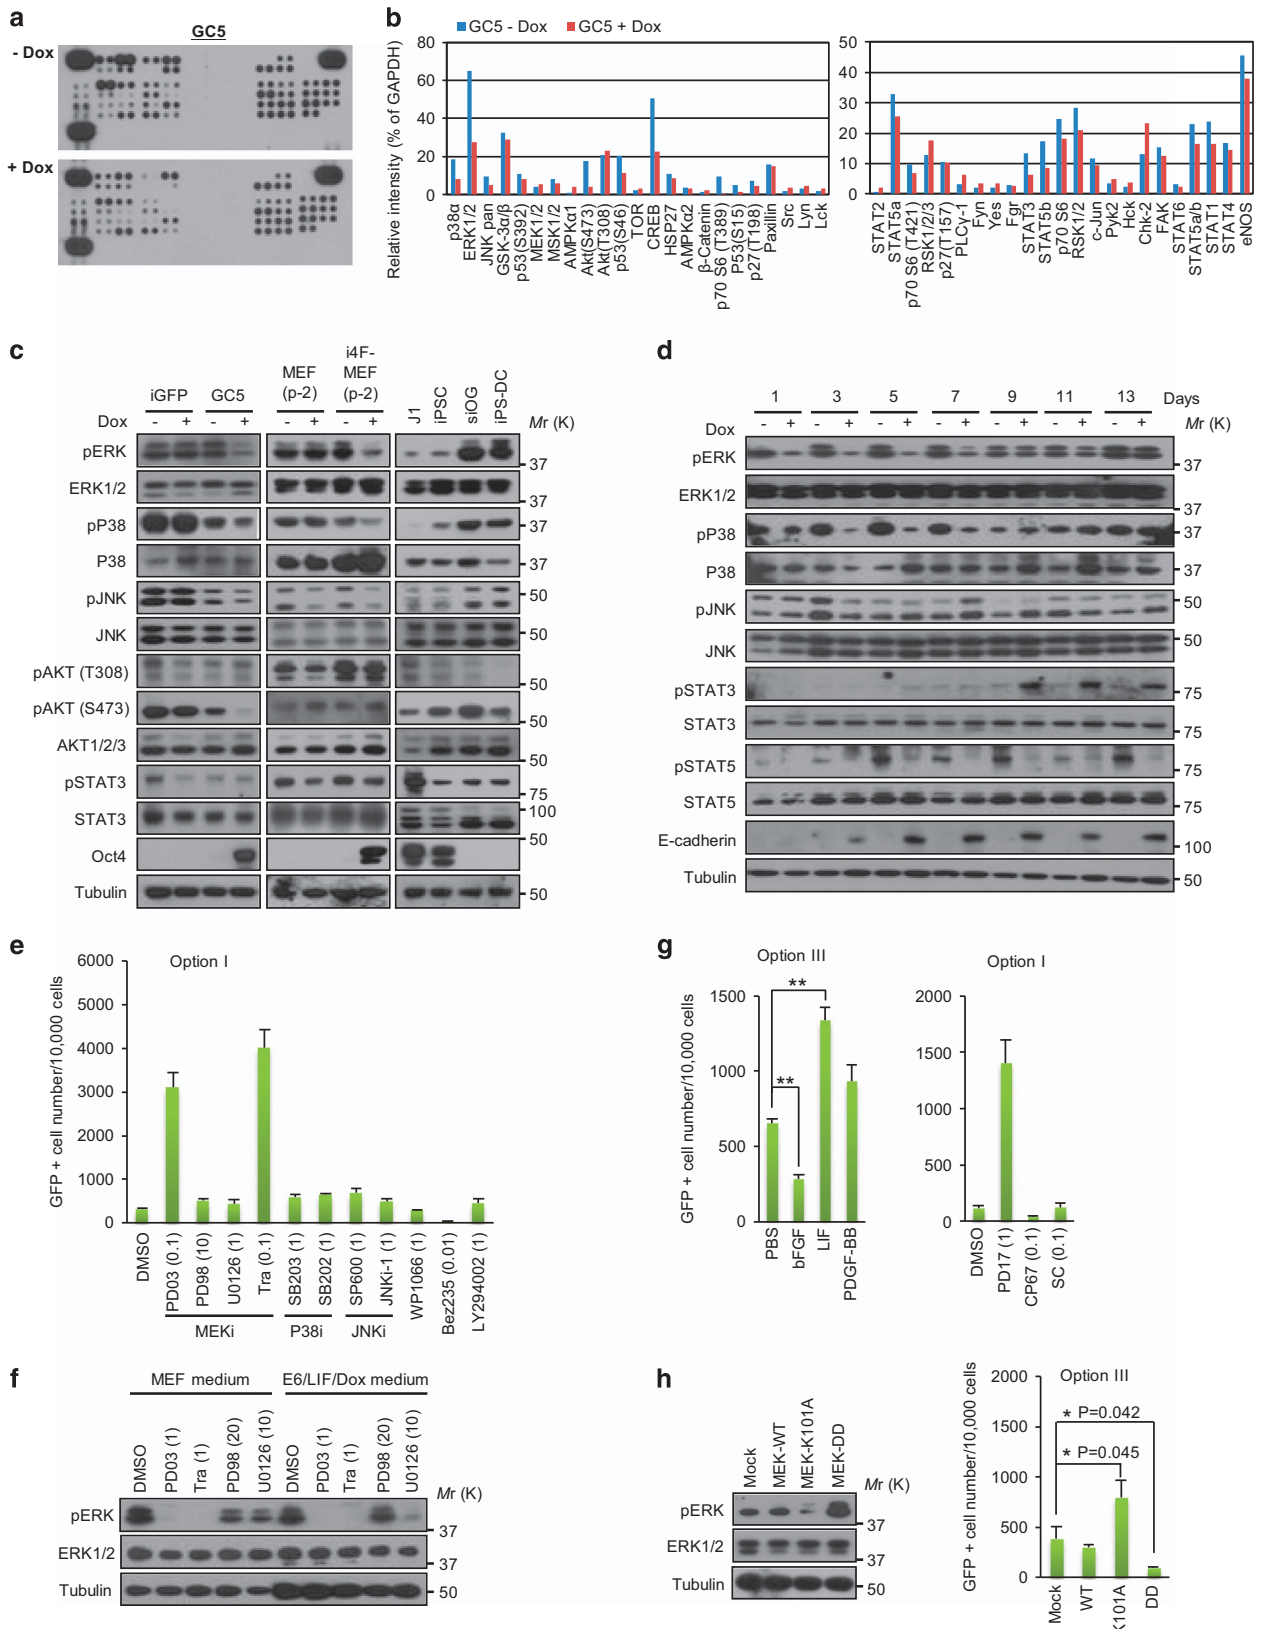 a
GC5
- Dox
+ Dox
b
GC5 - Dox
GC5 + Dox
Relative intensity (% of GAPDH)
80
60
40
20
0
p38α
ERK1/2
JNK pan
GSK-3α/β
p53(S392)
MEK1/2
MSK1/2
AMPKα1
Akt(S473)
Akt(T308)
p53(S46)
TOR
CREB
HSP27
AMPKα2
β-Catenin
p70 S6 (T389)
P53(S15)
p27(T198)
Paxillin
Src
Lyn
Lck
50
40
30
20
10
0
STAT2
STAT5a
p70 S6 (T421)
RSK1/2/3
p27(T157)
PLCγ-1
Fyn
Yes
Fgr
STAT3
STAT5b
p70 S6
RSK1/2
c-Jun
Pyk2
Hck
Chk-2
FAK
STAT6
STAT5a/b
STAT1
STAT4
eNOS
c
iGFP
GC5
MEF
(p-2)
i4F-
MEF
(p-2)
J1
iPSC
siOG
iPS-DC
Dox
- + - + - + - +
Mr (K)
pERK
37
ERK1/2
37
pP38
37
P38
37
pJNK
50
JNK
50
pAKT (T308)
50
pAKT (S473)
50
AKT1/2/3
50
pSTAT3
75
STAT3
100
Oct4
50
Tubulin
50
d
1 3 5 7 9 11 13 Days
Dox
- + - + - + - + - + - + - +
Mr (K)
pERK
37
ERK1/2
37
pP38
37
P38
37
pJNK
50
JNK
50
pSTAT3
75
STAT3
75
pSTAT5
75
STAT5
75
E-cadherin
100
Tubulin
50
e
Option I
GFP + cell number/10,000 cells
6000
5000
4000
3000
2000
1000
0
DMSO
PD03 (0.1)
PD98 (10)
U0126 (1)
Tra (0.1)
SB203 (1)
SB202 (1)
SP600 (1)
JNKi-1 (1)
WP1066 (1)
Bez235 (0.01)
LY294002 (1)
MEKi
P38i
JNKi
g
Option III
GFP + cell number/10,000 cells
1500
1000
500
0
**
**
PBS
bFGF
LIF
PDGF-BB
Option I
2000
1500
1000
500
0
DMSO
PD17 (1)
CP67 (0.1)
SC (0.1)
f
MEF medium
E6/LIF/Dox medium
DMSO
PD03 (1)
Tra (1)
PD98 (20)
U0126 (10)
DMSO
PD03 (1)
Tra (1)
PD98 (20)
U0126 (10)
Mr (K)
pERK
37
ERK1/2
37
Tubulin
50
h
Mock
MEK-WT
MEK-K101A
MEK-DD
Mr (K)
pERK
37
ERK1/2
37
Tubulin
50
Option III
GFP + cell number/10,000 cells
2000
1500
1000
500
0
* P=0.042
* P=0.045
Mock
WT
K101A
DD